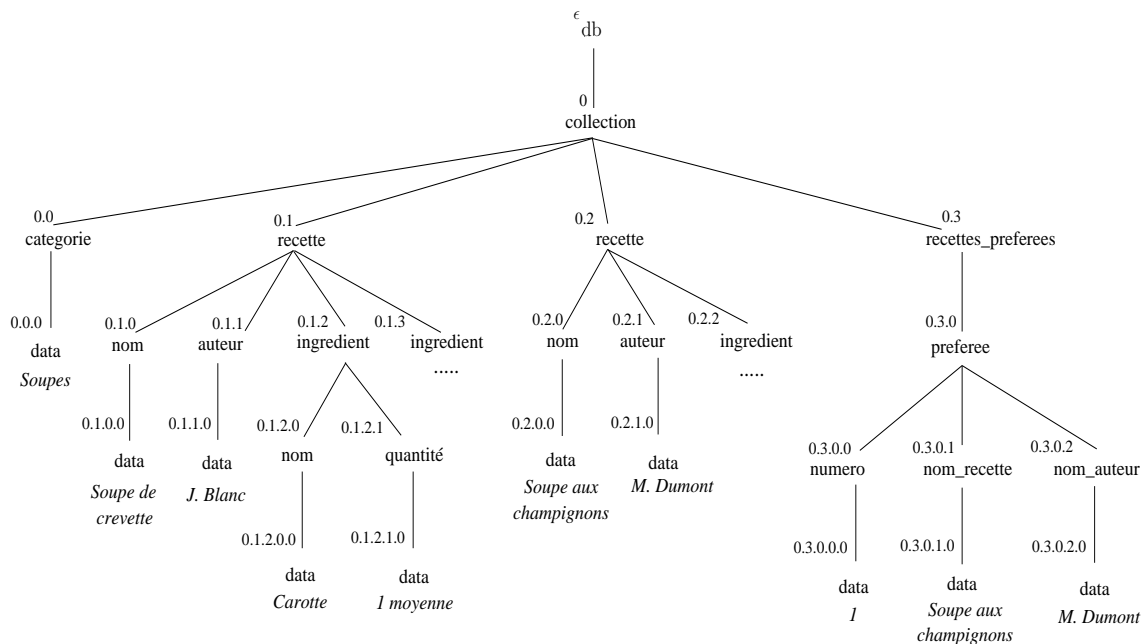 ϵ
db
0
collection
0.0 0.1 0.2 0.3
categorie recette recette recettes_preferees
0.0.0 0.1.0 0.1.1 0.1.2 0.1.3 0.2.0 0.2.1 0.2.2 0.3.0
data nom auteur ingredient ingredient nom auteur ingredient preferee
Soupes ..... .....
0.1.0.0 0.1.1.0 0.1.2.0 0.1.2.1 0.2.0.0 0.2.1.0 0.3.0.0 0.3.0.1 0.3.0.2
data data nom quantité data data numero nom_recette nom_auteur
Soupe de J. Blanc Soupe aux M. Dumont
crevette champignons
0.1.2.0.0 0.1.2.1.0 0.3.0.0.0 0.3.0.1.0 0.3.0.2.0
data data data data data
Carotte 1 moyenne 1 Soupe aux M. Dumont
champignons